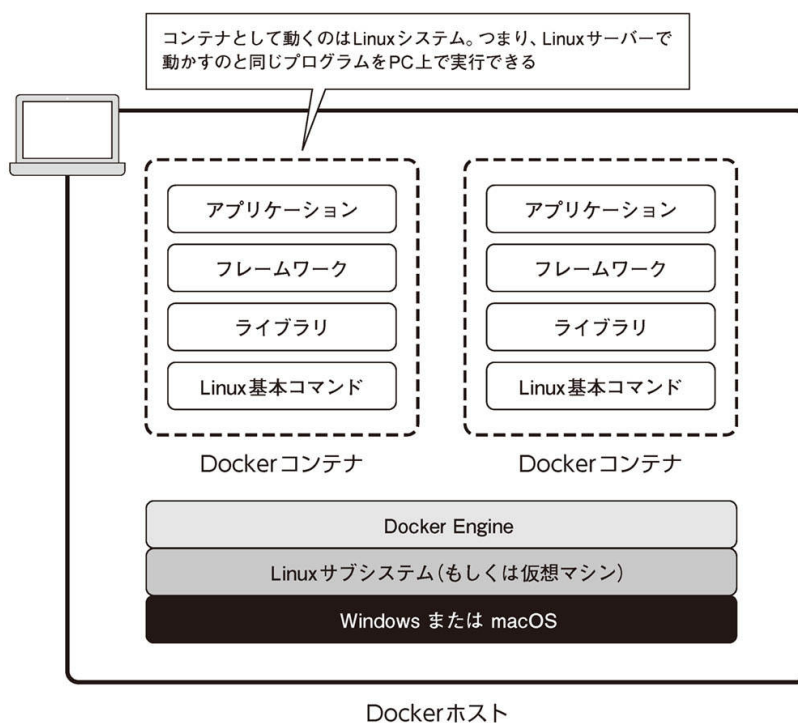 コンテナとして動くのはLinuxシステム。つまり、Linuxサーバーで
動かすのと同じプログラムをPC上で実行できる
アプリケーション
フレームワーク
ライブラリ
Linux基本コマンド
Dockerコンテナ
アプリケーション
フレームワーク
ライブラリ
Linux基本コマンド
Dockerコンテナ
Docker Engine
Linuxサブシステム(もしくは仮想マシン)
Windows または macOS
Dockerホスト